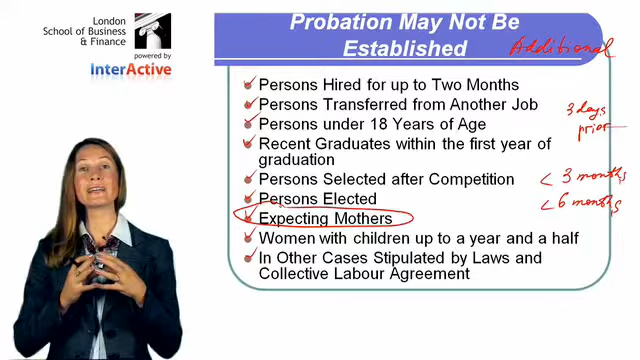 London
School of Business
& Finance
powered by
InterActive
Probation May Not Be
Established
Additional
Persons Hired for up to Two Months
Persons Transferred from Another Job
3 days
prior
Persons under 18 Years of Age
Recent Graduates within the first year of
graduation
Persons Selected after Competition
< 3 months
Persons Elected
< 6 months
Expecting Mothers
Women with children up to a year and a half
In Other Cases Stipulated by Laws and
Collective Labour Agreement